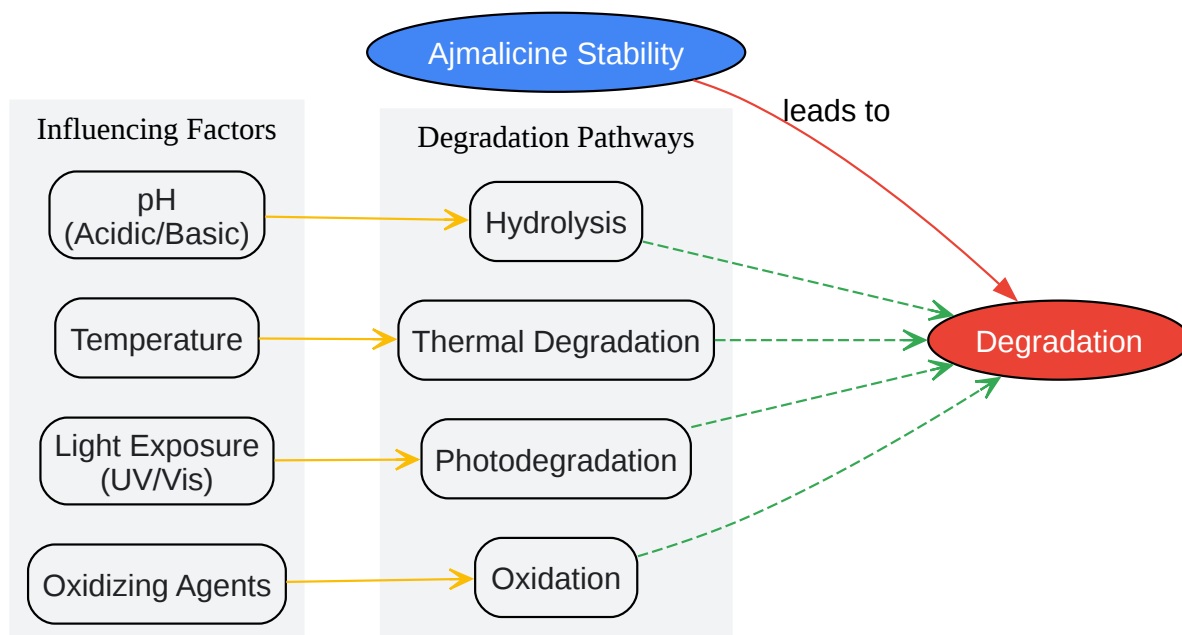 Ajmalicine Stability
leads to
Influencing Factors
Degradation Pathways
pH
(Acidic/Basic)
Hydrolysis
Temperature
Thermal Degradation
Degradation
Light Exposure
(UV/Vis)
Photodegradation
Oxidizing Agents
Oxidation